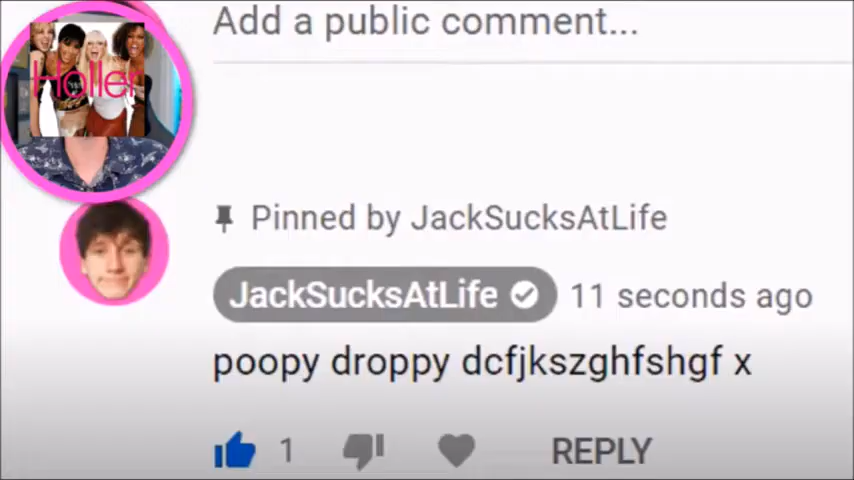 Add a public comment...
Holler
Pinned by JackSucksAtLife
JackSucksAtLife 11 seconds ago
poopy droppy dcfjkszghfshgf x
1 REPLY